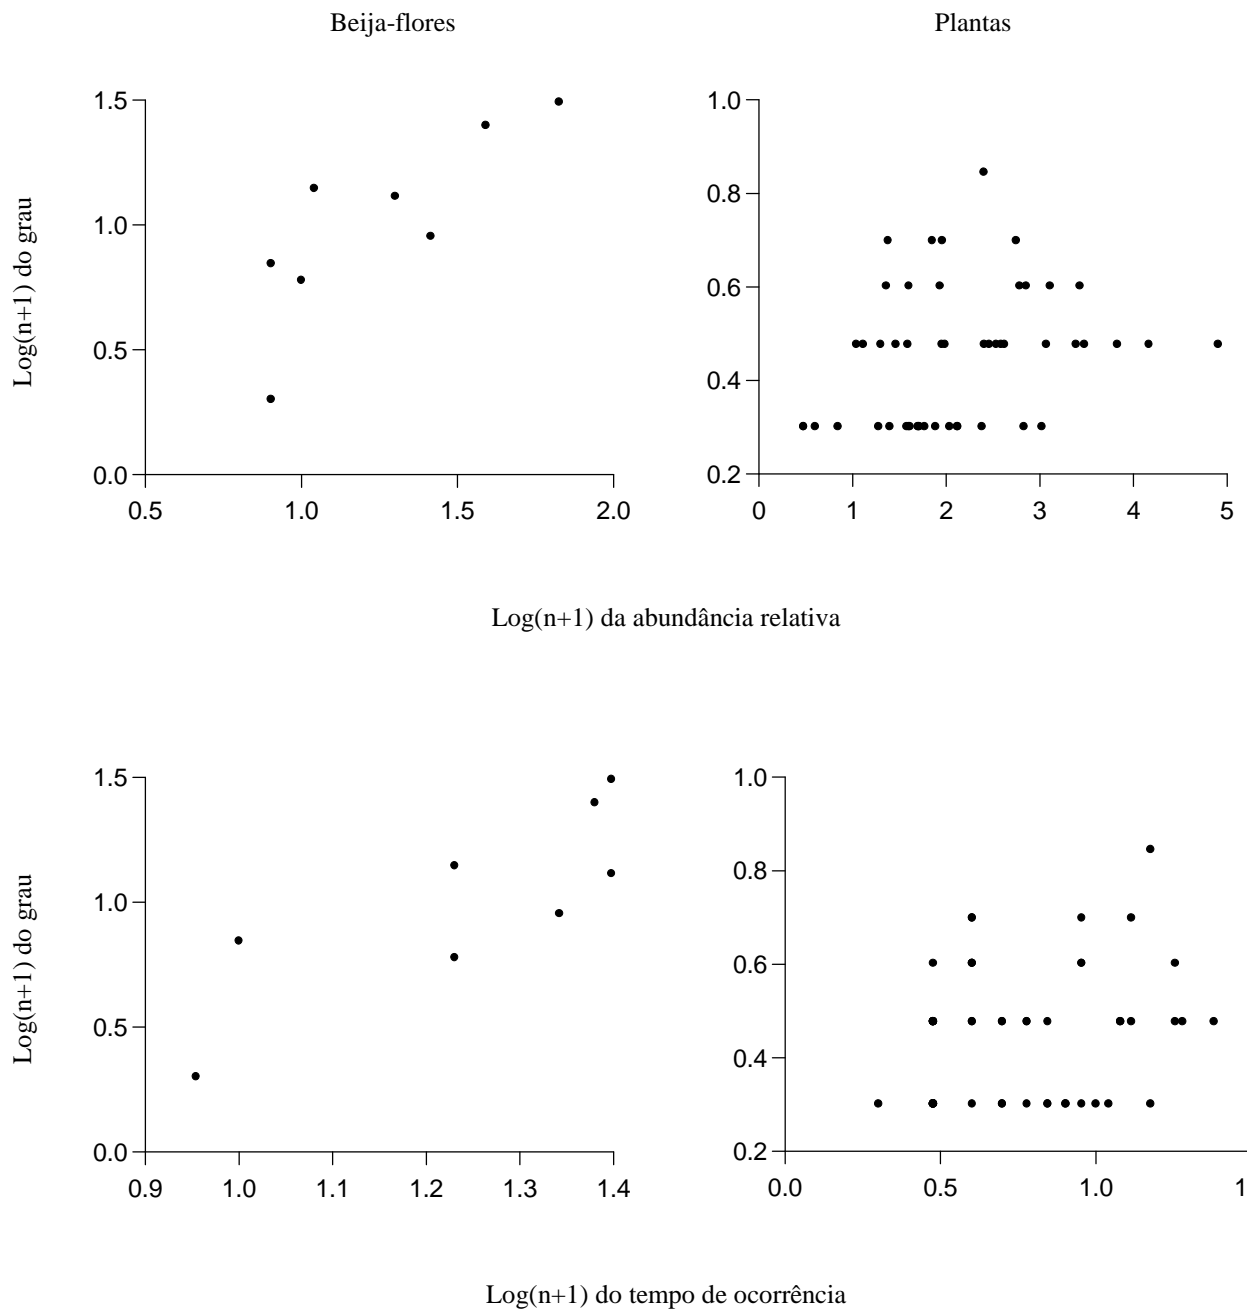 Beija-flores
Plantas
Log(n+1) do grau
1.5
1.0
0.5
0.0
0.5 1.0 1.5 2.0
1.0
0.8
0.6
0.4
0.2
0 1 2 3 4 5
Log(n+1) da abundância relativa
Log(n+1) do grau
1.5
1.0
0.5
0.0
0.9 1.0 1.1 1.2 1.3 1.4
1.0
0.8
0.6
0.4
0.2
0.0 0.5 1.0 1
Log(n+1) do tempo de ocorrência